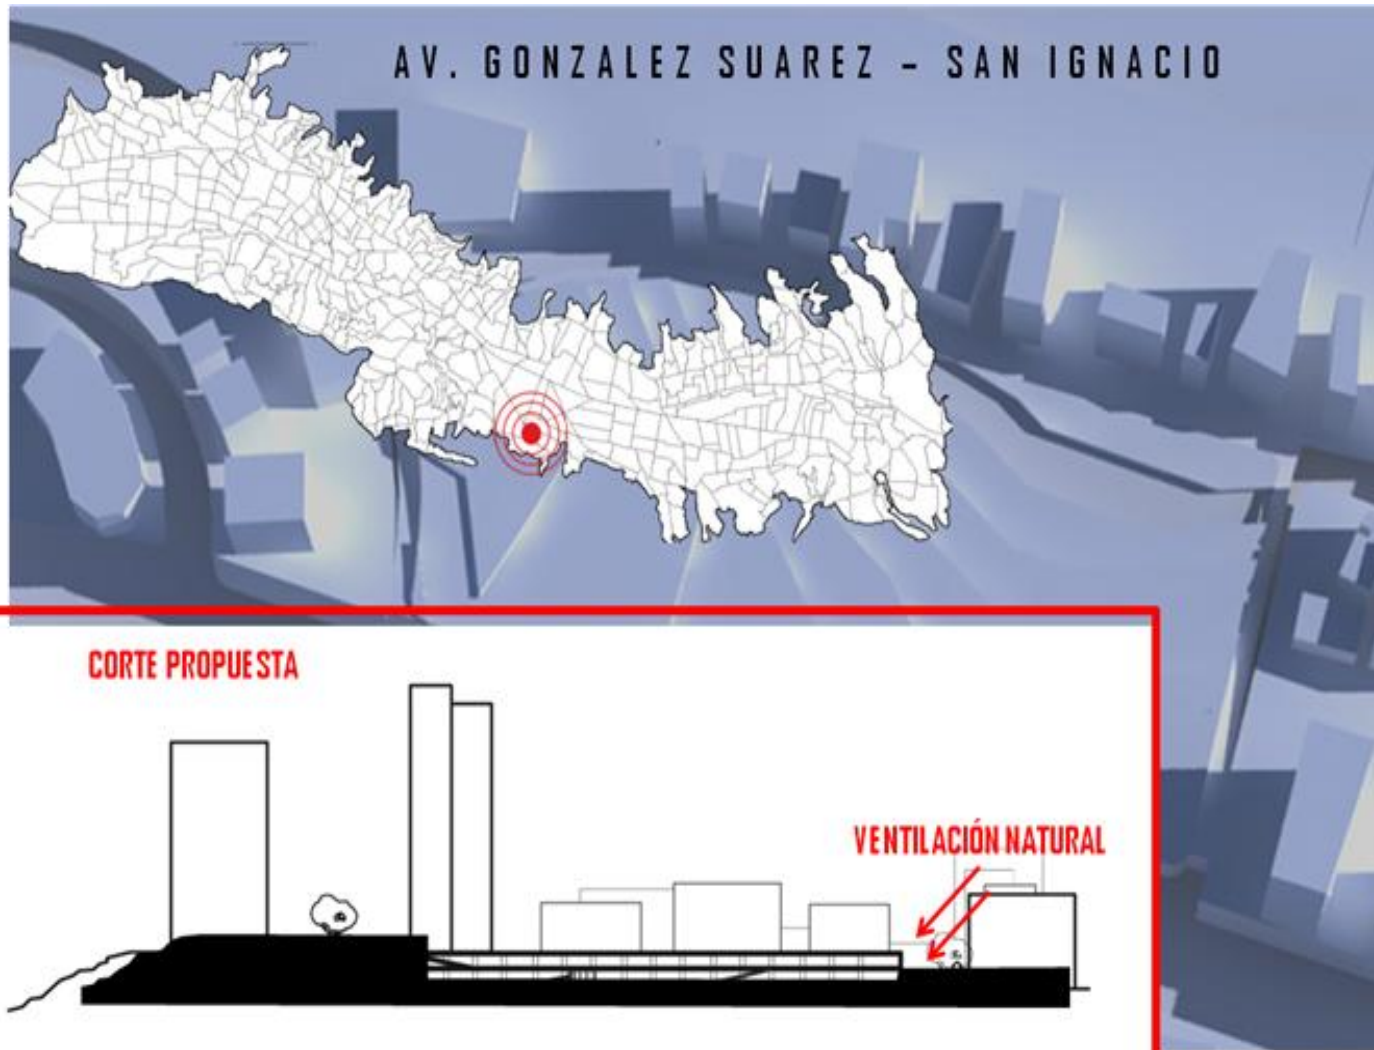 AV. GONZALEZ SUAREZ - SAN IGNACIO
CORTE PROPUESTA
VENTILACIÓN NATURAL